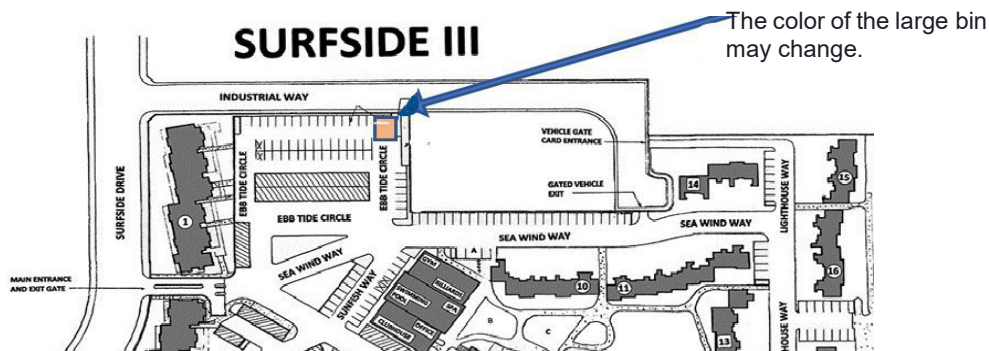 The color of the large bin
may change.
SURFSIDE III
INDUSTRIAL WAY
VEHICLE GATE
CARD ENTRANCE
GATED VEHICLE
EXIT
SURFSIDE DRIVE
EBB TIDE CIRCLE
EBB TIDE CIRCLE
EBB TIDE CIRCLE
LIGHTHOUSE WAY
1
14
15
SEA WIND WAY
SEA WIND WAY
SEA WIND WAY
MAIN ENTRANCE
AND EXIT GATE
SUNFISH WAY
A
GYM
BILLIARDS
SPA
SWIMMING
POOL
OFFICE
CLUBHOUSE
10
11
16
B
C
13
HOUSE WAY